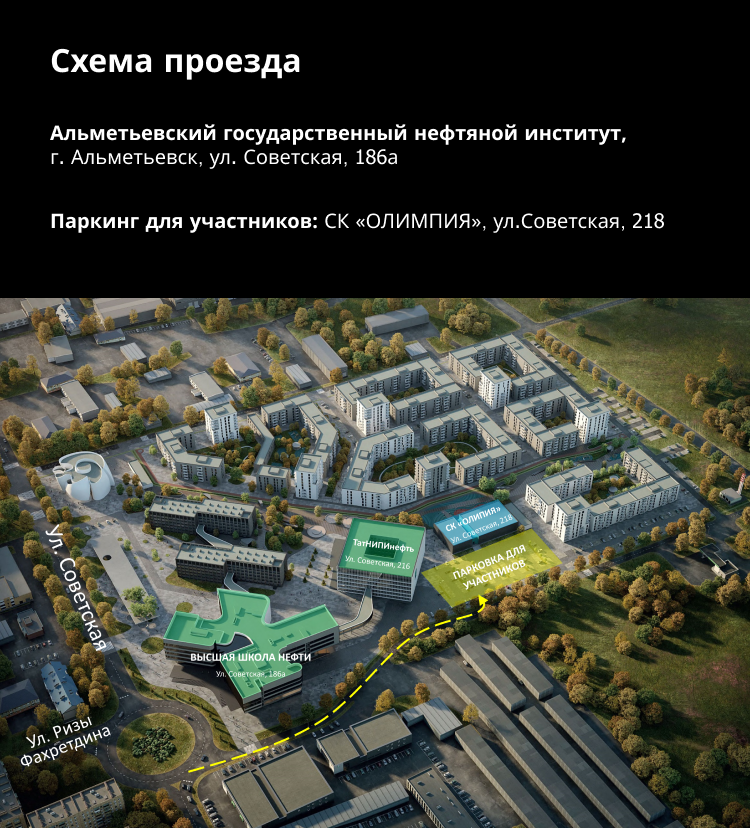 Схема проезда
Альметьевский государственный нефтяной институт,
г. Альметьевск, ул. Советская, 186а
Паркинг для участников: СК «ОЛИМПИЯ», ул.Советская, 218
СК «ОЛИПИЯ»
Ул. Советская, 218
ТатНИПИнефть
Ул. Советская, 216
ПАРКОВКА ДЛЯ
УЧАСТНИКОВ
Ул. Советская
ВЫСШАЯ ШКОЛА НЕФТИ
Ул. Советская, 186а
Ул. Ризы
Фахретдина